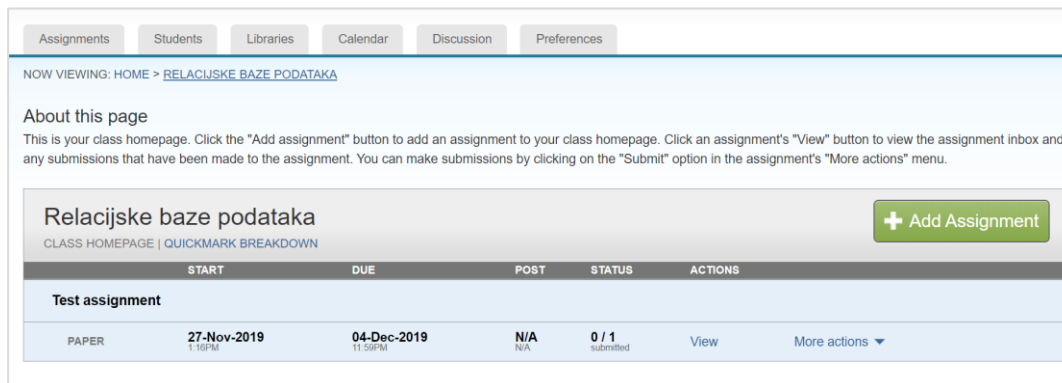 Assignments Students Libraries Calendar Discussion Preferences
NOW VIEWING: HOME > RELACIJSKE BAZE PODATAKA
About this page
This is your class homepage. Click the "Add assignment" button to add an assignment to your class homepage. Click an assignment's "View" button to view the assignment inbox and
any submissions that have been made to the assignment. You can make submissions by clicking on the "Submit" option in the assignment's "More actions" menu.
Relacijske baze podataka
Add Assignment
CLASS HOMEPAGE | QUICKMARK BREAKDOWN
START DUE POST STATUS ACTIONS
Test assignment
PAPER 27-Nov-2019 04-Dec-2019 N/A 0 / 1 View More actions
1:16PM 11:59PM N/A submitted